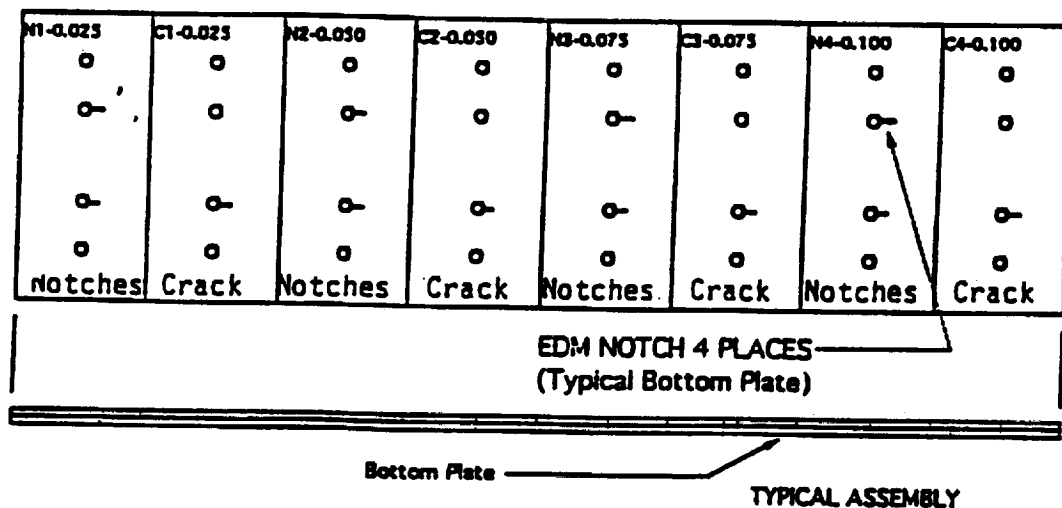 N1-0.025 C1-0.025 N2-0.050 C2-0.050 N3-0.075 C3-0.075 N4-0.100 C4-0.100
Notches Crack Notches Crack Notches Crack Notches Crack
EDM NOTCH 4 PLACES
(Typical Bottom Plate)
Bottom Plate
TYPICAL ASSEMBLY